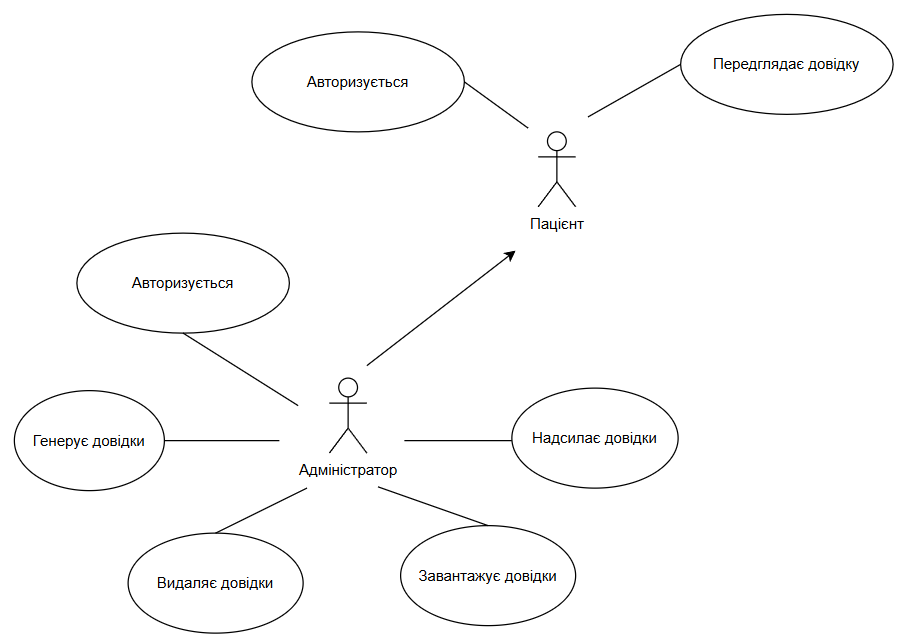 Авторизується
Передглядає довідку
Пацієнт
Авторизується
Генерує довідки
Адміністратор
Надсилає довідки
Видаляє довідки
Завантажує довідки